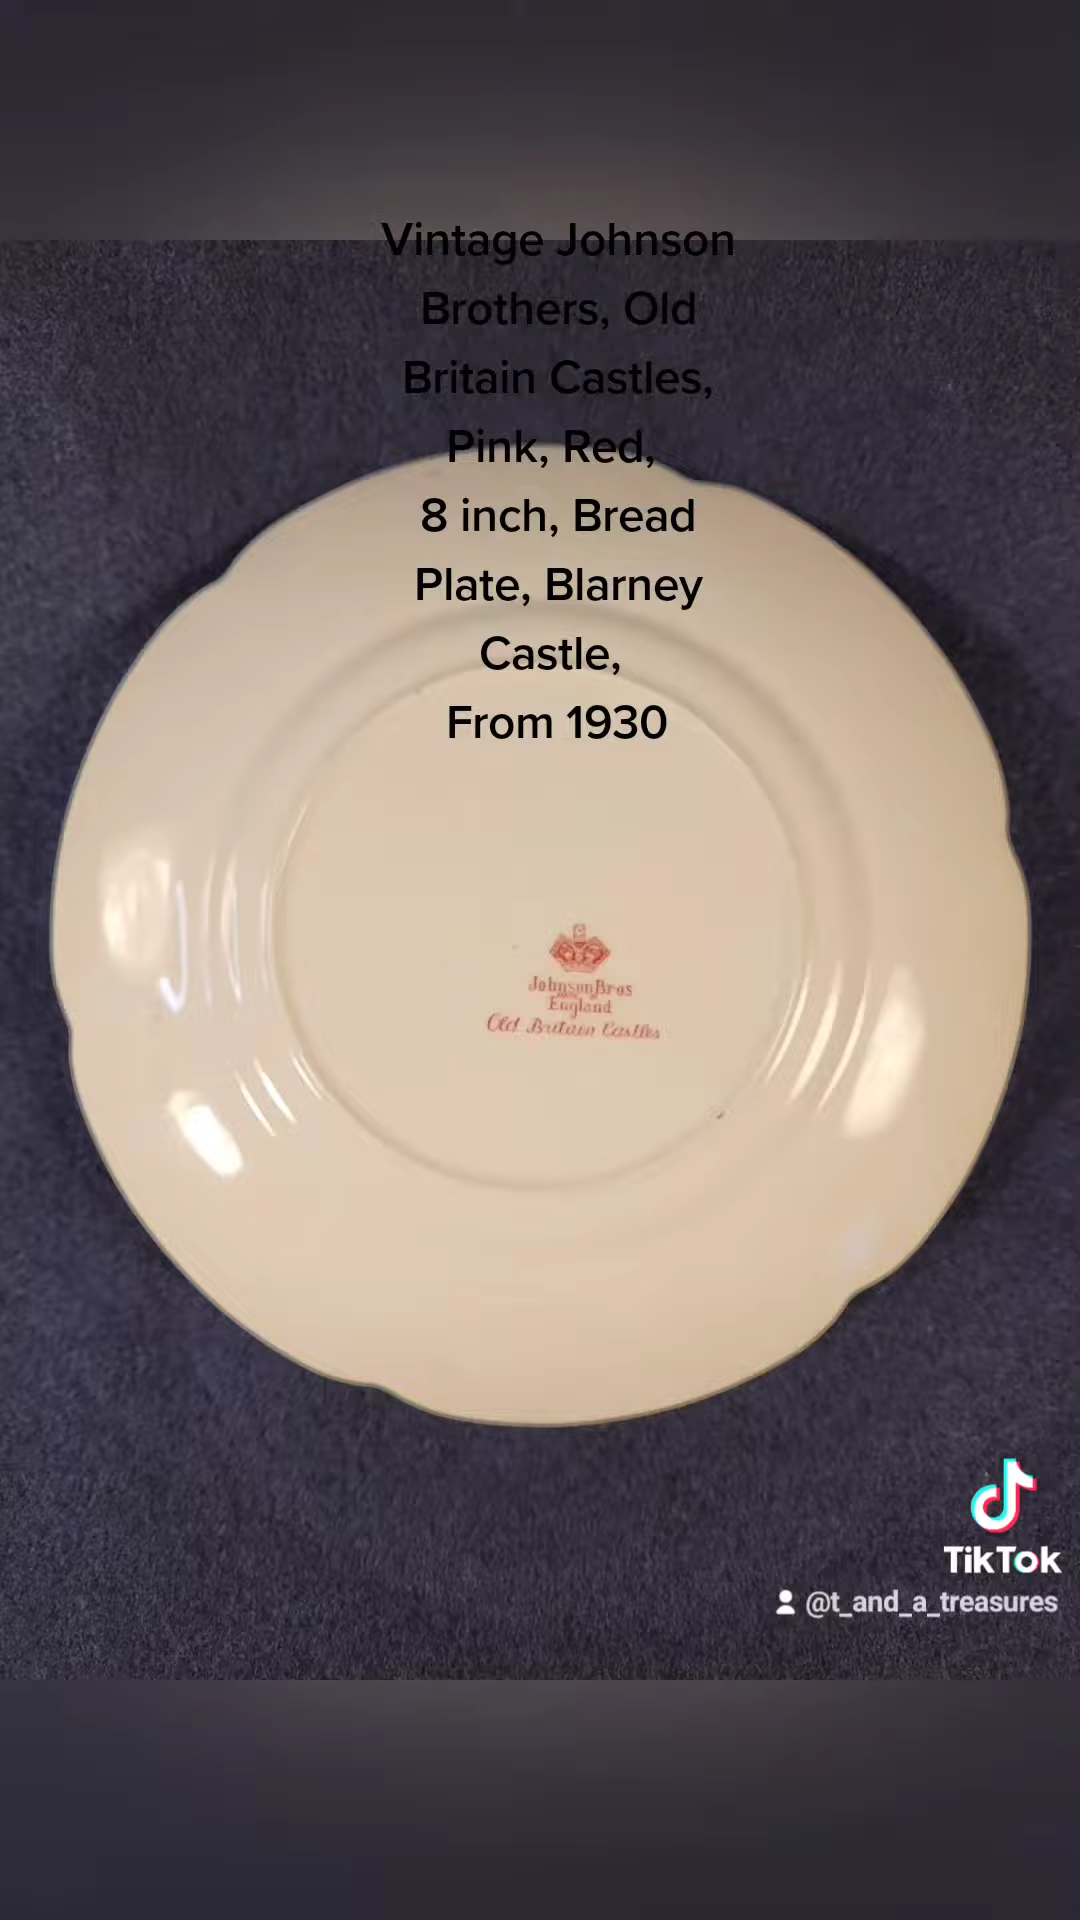 Vintage Johnson
Brothers, Old
Britain Castles,
Pink, Red,
8 inch, Bread
Plate, Blarney
Castle,
From 1930
Johnson Bros
England
Old Britain Castles
TikTok
@t_and_a_treasures